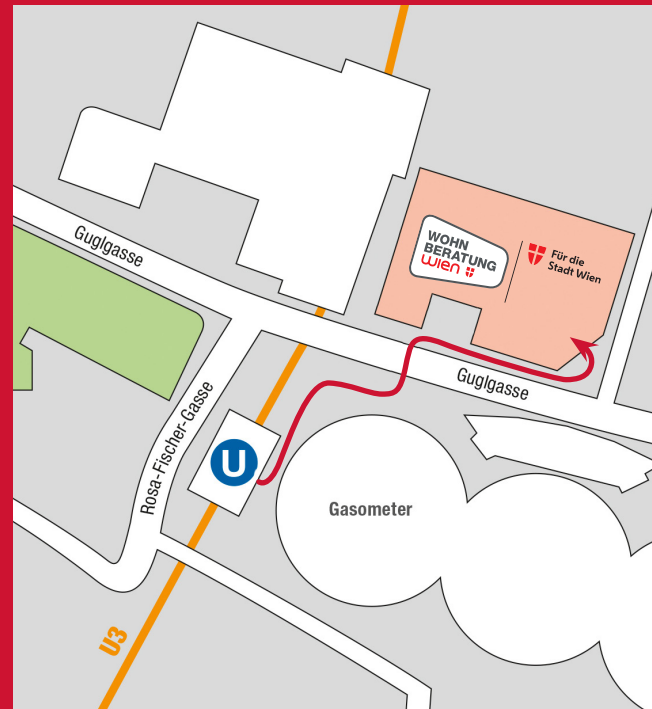 Guglgasse
WOHN
BERATUNG
wien
Für die
Stadt Wien
Guglgasse
Rosa-Fischer-Gasse
U
Gasometer
U3